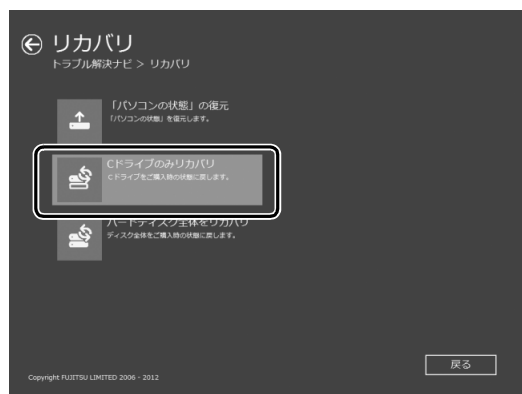 リカバリ
トラブル解決ナビ > リカバリ
「パソコンの状態」の復元
「パソコンの状態」を復元します。
Cドライブのみリカバリ
Cドライブをご購入時の状態に戻します。
ハードディスク全体をリカバリ
ディスク全体をご購入時の状態に戻します。
戻る
Copyright FUJITSU LIMITED 2006 - 2012